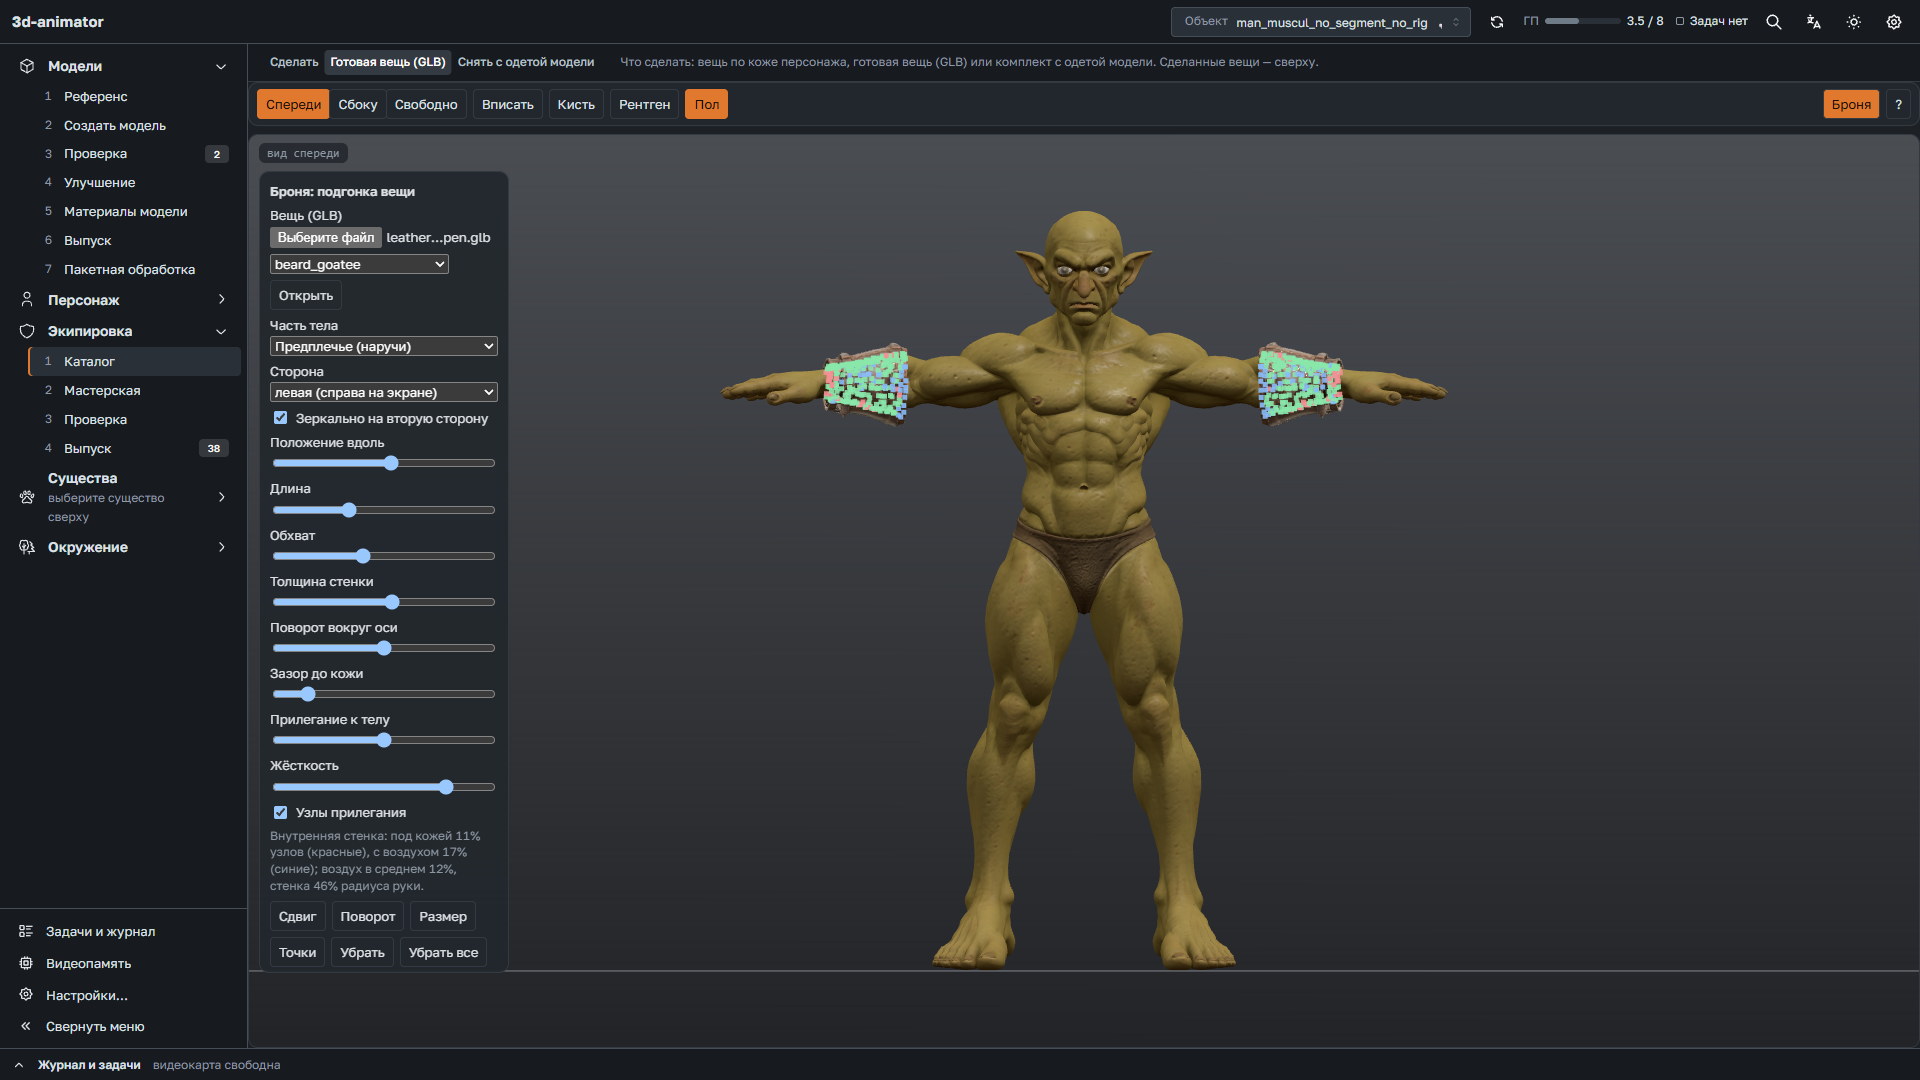 3d-animator
Объект man_muscul_no_segment_no_rig
ГП 3.5 / 8 Задач нет
Модели
1 Референс
2 Создать модель
3 Проверка 2
4 Улучшение
5 Материалы модели
6 Выпуск
7 Пакетная обработка
Персонаж
Экипировка
1 Каталог
2 Мастерская
3 Проверка
4 Выпуск 38
Существа
выберите существо
сверху
Окружение
Задачи и журнал
Видеопамять
Настройки...
Свернуть меню
Сделать Готовая вещь (GLB) Снять с одетой модели Что сделать: вещь по коже персонажа, готовая вещь (GLB) или комплект с одетой модели. Сделанные вещи — сверху.
Спереди Сбоку Свободно Вписать Кисть Рентген Пол Броня ?
вид спереди
Броня: подгонка вещи
Вещь (GLB)
Выберите файл leather...pen.glb
beard_goatee
Открыть
Часть тела
Предплечье (наручи)
Сторона
левая (справа на экране)
Зеркально на вторую сторону
Положение вдоль
Длина
Обхват
Толщина стенки
Поворот вокруг оси
Зазор до кожи
Прилегание к телу
Жёсткость
Узлы прилегания
Внутренняя стенка: под кожей 11%
узлов (красные), с воздухом 17%
(синие); воздух в среднем 12%,
стенка 46% радиуса руки.
Сдвиг Поворот Размер
Точки Убрать Убрать все
Журнал и задачи видеокарта свободна